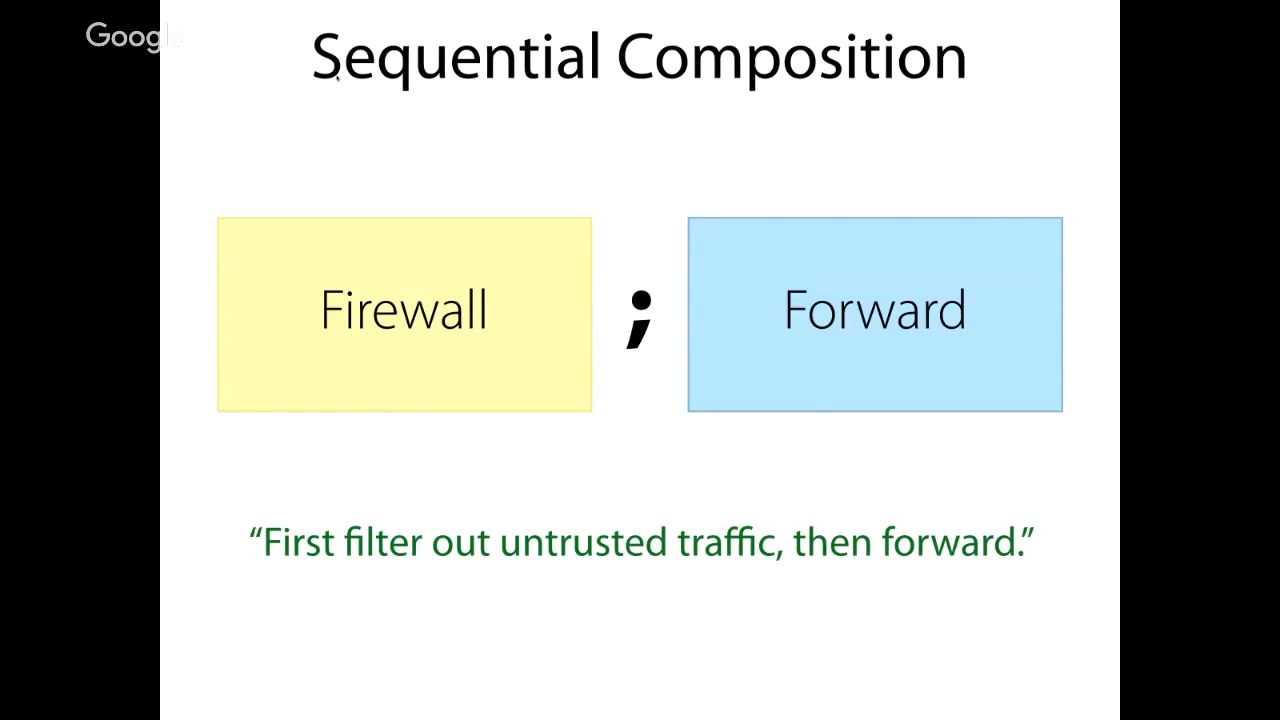 Google
Sequential Composition
Firewall ; Forward
“First filter out untrusted traffic, then forward.”